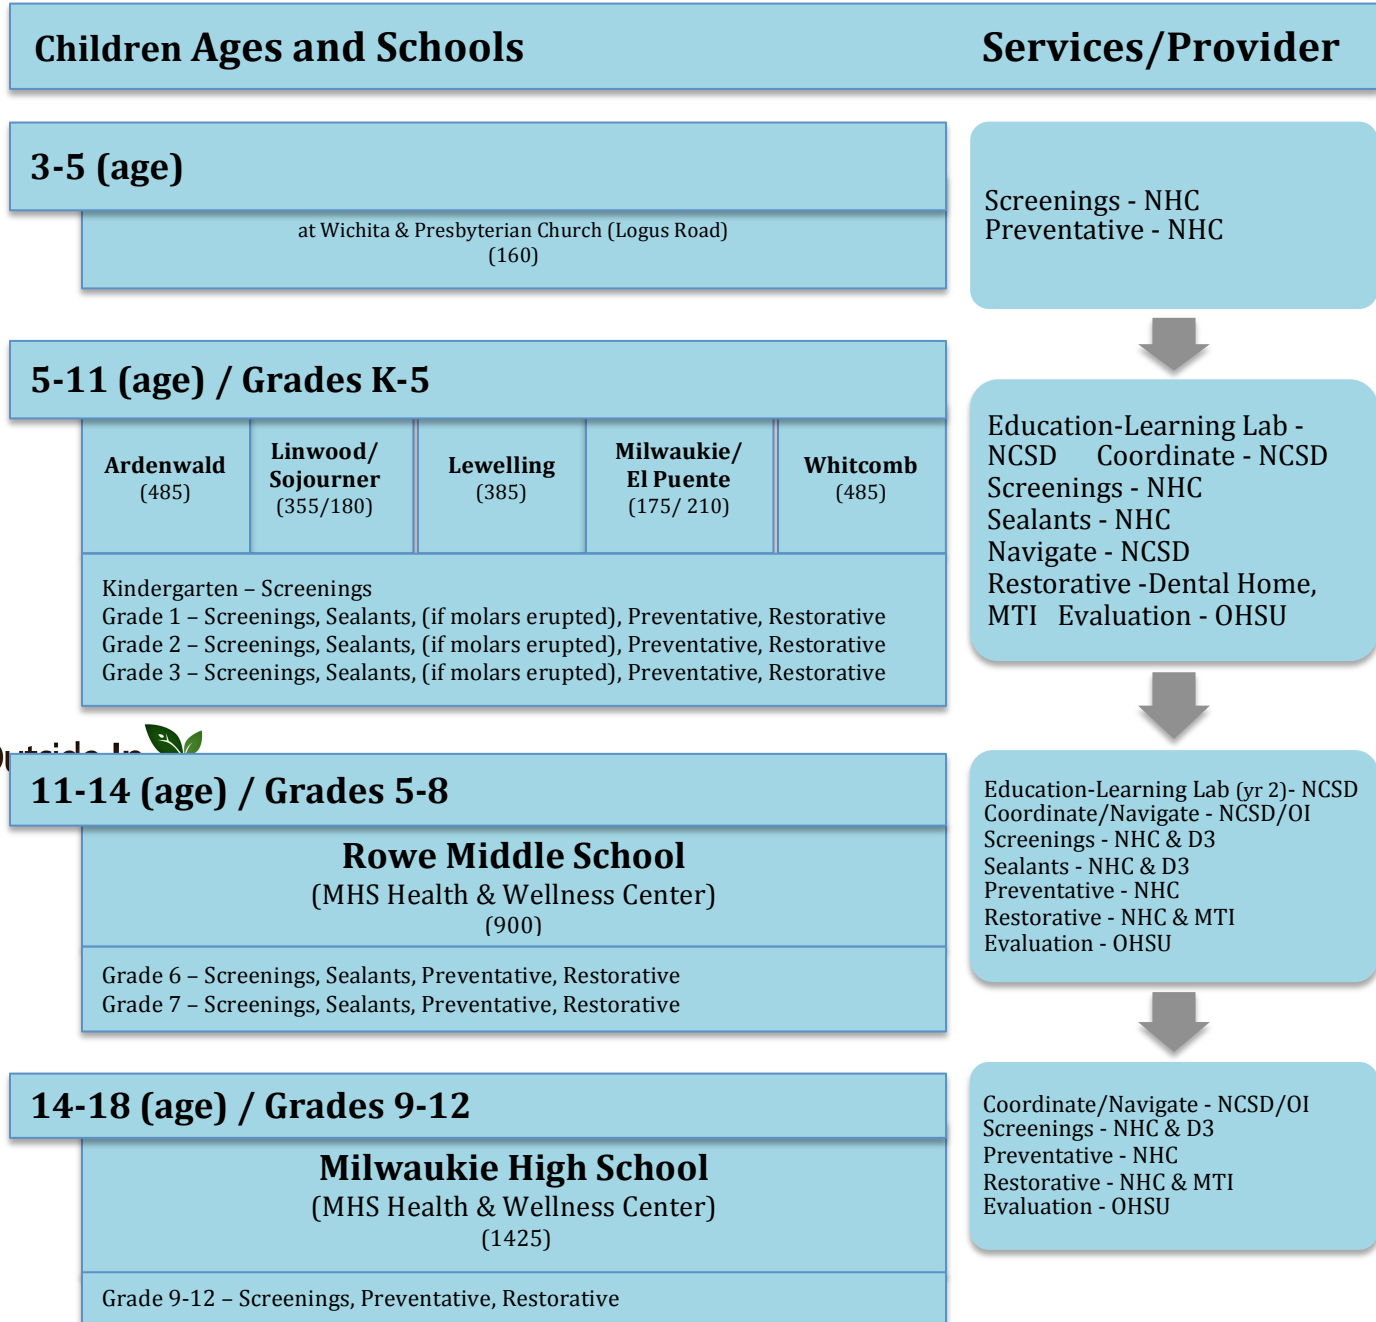 Children Ages and Schools
Services/Provider
3-5 (age)
at Wichita & Presbyterian Church (Logus Road)
(160)
Screenings - NHC
Preventative - NHC
5-11 (age) / Grades K-5
Ardenwald
(485)
Linwood/
Sojourner
(355/180)
Lewelling
(385)
Milwaukie/
El Puente
(175/ 210)
Whitcomb
(485)
Kindergarten – Screenings
Grade 1 – Screenings, Sealants, (if molars erupted), Preventative, Restorative
Grade 2 – Screenings, Sealants, (if molars erupted), Preventative, Restorative
Grade 3 – Screenings, Sealants, (if molars erupted), Preventative, Restorative
Education-Learning Lab -
NCSD Coordinate - NCSD
Screenings - NHC
Sealants - NHC
Navigate - NCSD
Restorative -Dental Home,
MTI Evaluation - OHSU
11-14 (age) / Grades 5-8
Rowe Middle School
(MHS Health & Wellness Center)
(900)
Grade 6 – Screenings, Sealants, Preventative, Restorative
Grade 7 – Screenings, Sealants, Preventative, Restorative
Education-Learning Lab (yr 2)- NCSD
Coordinate/Navigate - NCSD/OI
Screenings - NHC & D3
Sealants - NHC & D3
Preventative - NHC
Restorative - NHC & MTI
Evaluation - OHSU
14-18 (age) / Grades 9-12
Milwaukie High School
(MHS Health & Wellness Center)
(1425)
Grade 9-12 – Screenings, Preventative, Restorative
Coordinate/Navigate - NCSD/OI
Screenings - NHC & D3
Preventative - NHC
Restorative - NHC & MTI
Evaluation - OHSU